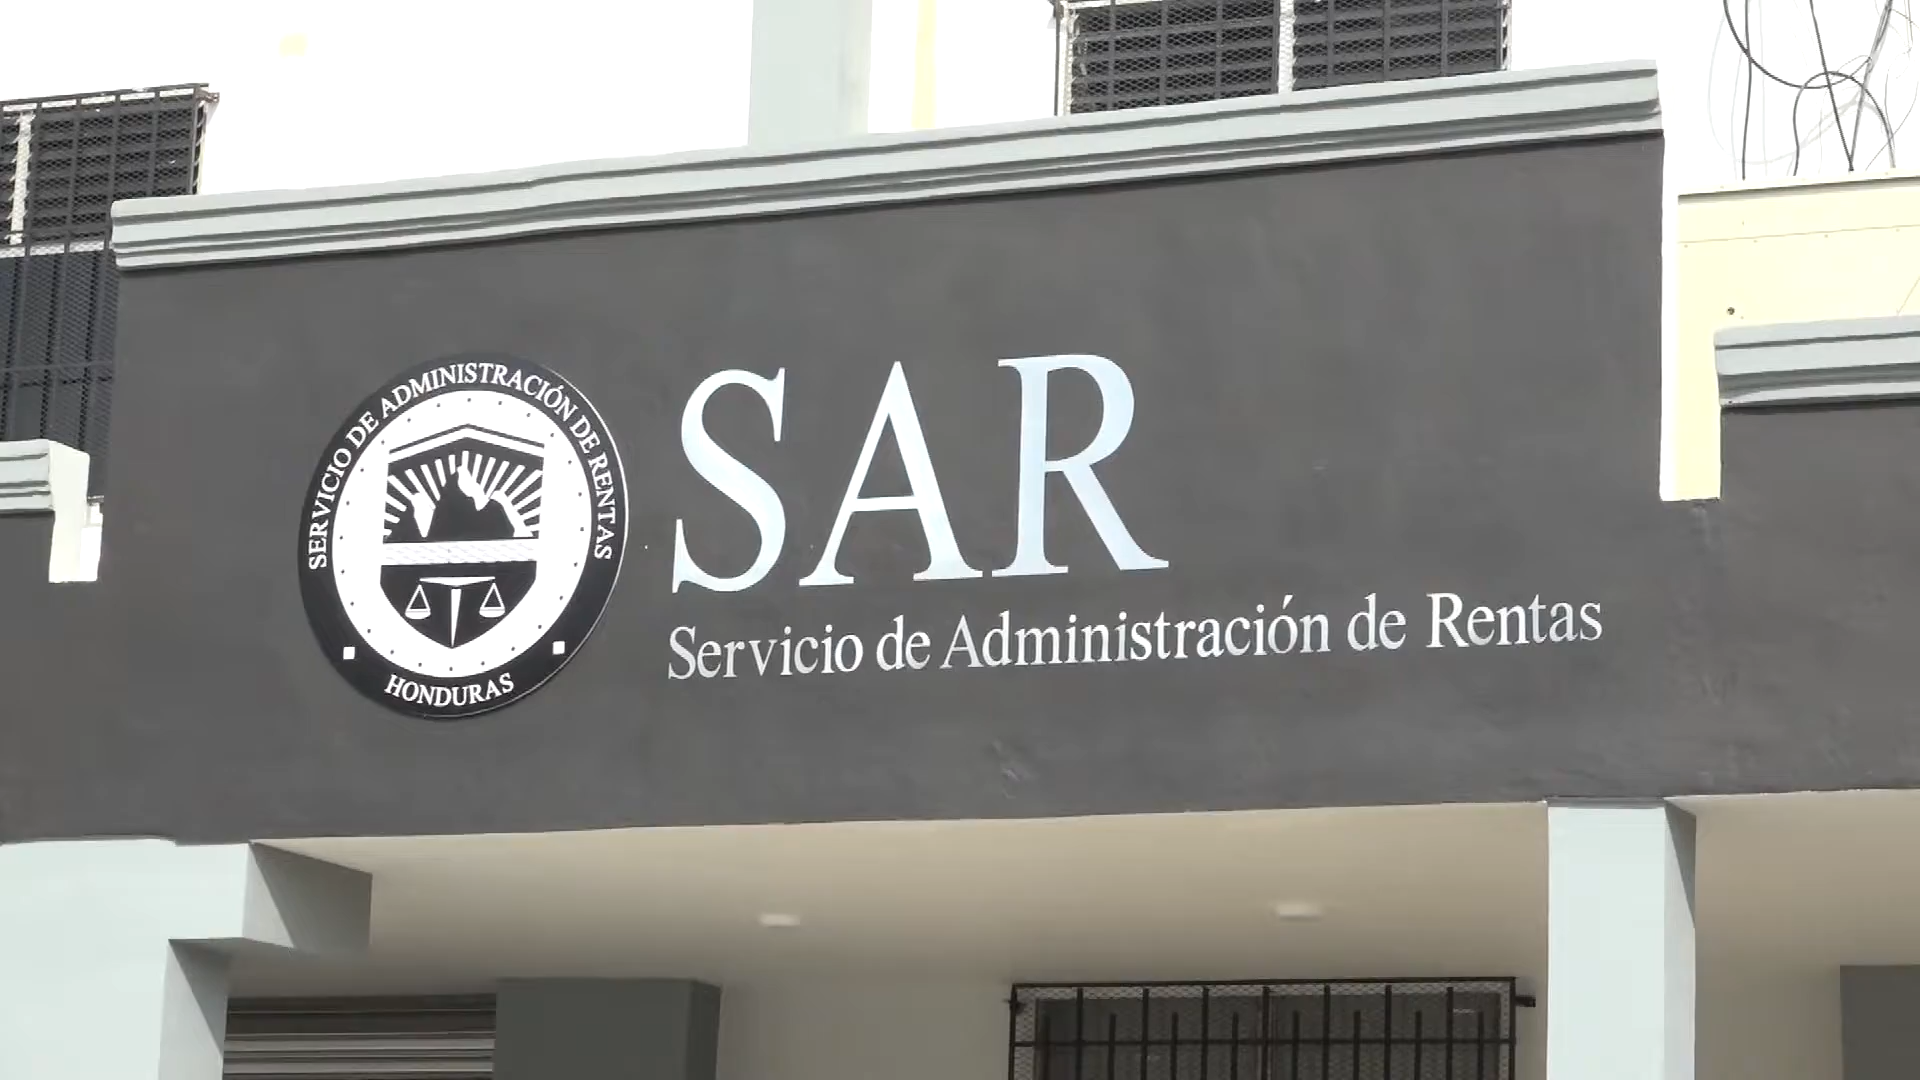 SERVICIO DE ADMINISTRACIÓN DE RENTAS
HONDURAS
SAR
Servicio de Administración de Rentas